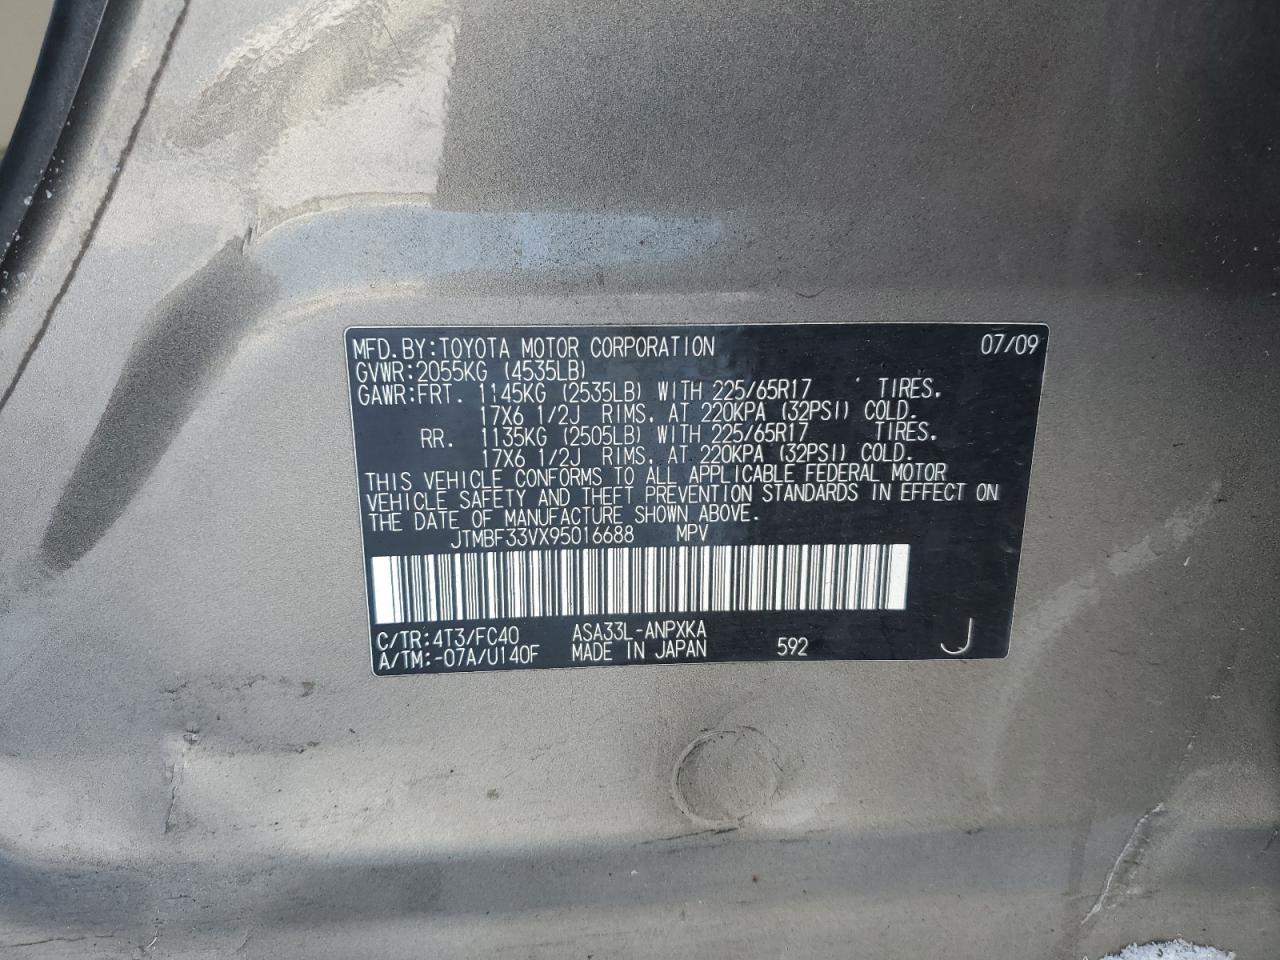 MFD.BY:TOYOTA MOTOR CORPORATION 07/09
GVWR:2055KG (4535LB)
GAWR:FRT. 1145KG (2535LB) WITH 225/65R17 TIRES.
17X6 1/2J RIMS. AT 220KPA (32PSI) COLD.
RR. 1135KG (2505LB) WITH 225/65R17 TIRES.
17X6 1/2J RIMS. AT 220KPA (32PSI) COLD.
THIS VEHICLE CONFORMS TO ALL APPLICABLE FEDERAL MOTOR
VEHICLE SAFETY AND THEFT PREVENTION STANDARDS IN EFFECT ON
THE DATE OF MANUFACTURE SHOWN ABOVE.
JTMBF33VX95016688 MPV
C/TR:4T3/FC40 ASA33L-ANPXKA
A/TM:-07A/U140F MADE IN JAPAN 592 J